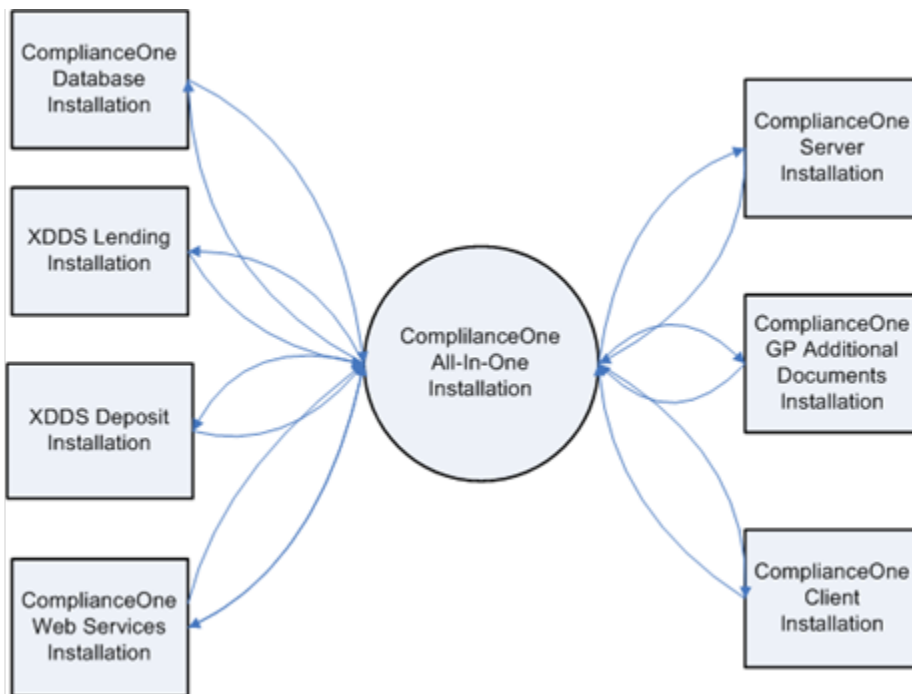 ComplianceOne
Database
Installation
XDDS Lending
Installation
XDDS Deposit
Installation
ComplianceOne
Web Services
Installation
ComplilanceOne
All-In-One
Installation
ComplianceOne
Server
Installation
ComplianceOne
GP Additional
Documents
Installation
ComplianceOne
Client
Installation